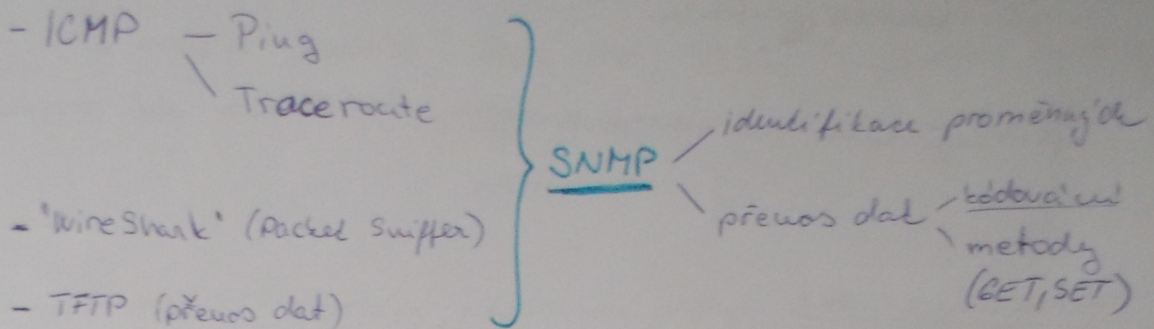 - ICMP - Ping
Traceroute
- "WireShark" (Packet Sniffer)
- TFTP (přenos dat)
SNMP
identifikace proměnných
přenos dat
kódování
metody
(GET, SET)